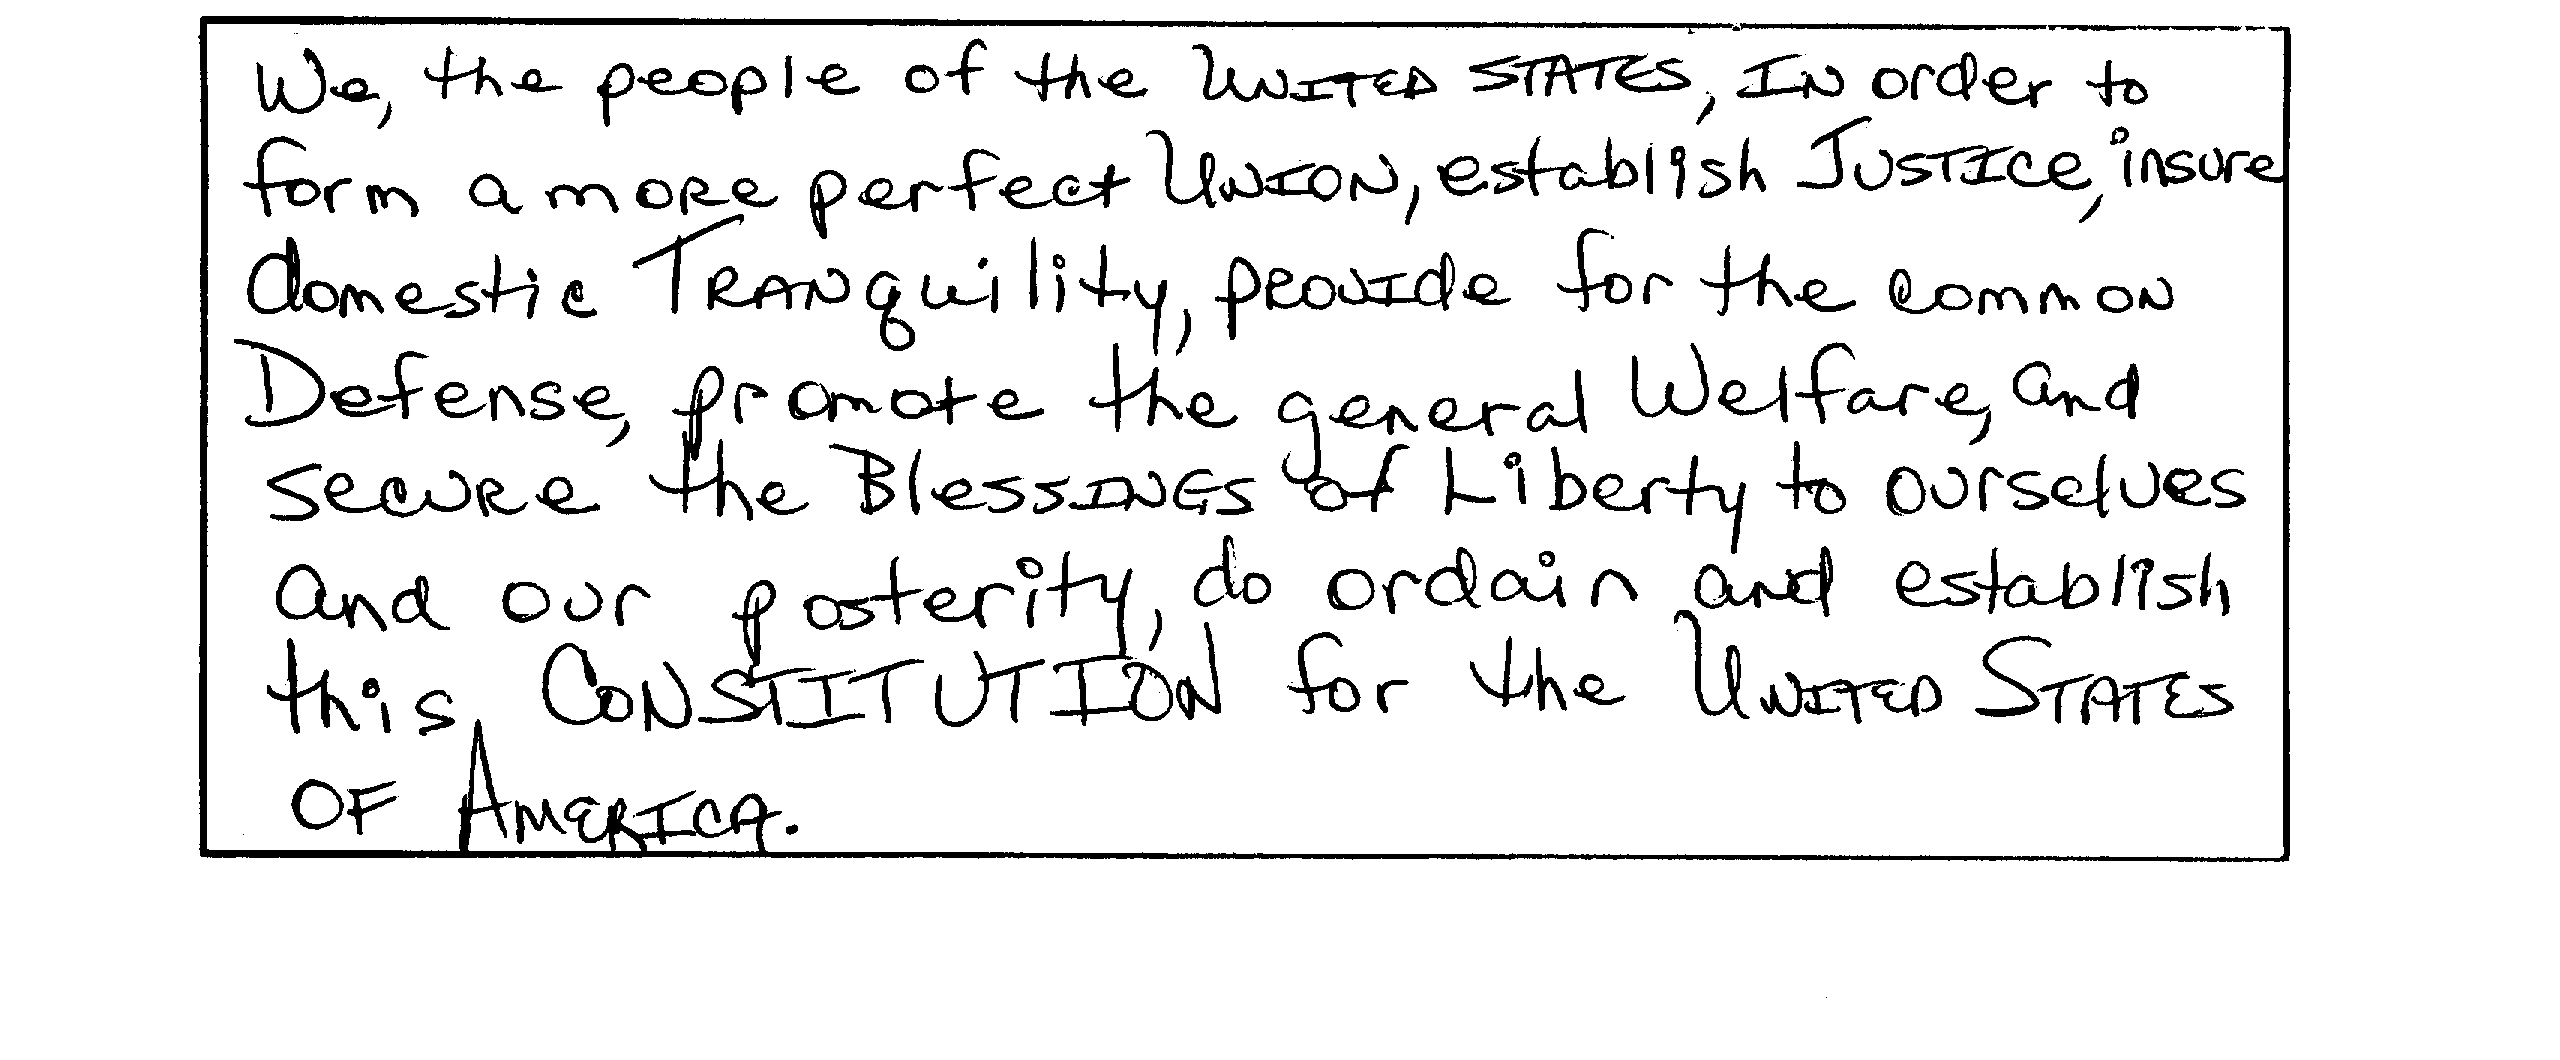 We, the people of the UNITED STATES, IN order to
form a moRe perfect UNION, establish JUSTICe, insure
domestic TRANquility, pROVIde for the common
Defense, promote the general Welfare, and
secuRe the BlessINGS of Liberty to ourselves
and our posterity, do ordain and establish
this CONSTITUTION for the UNITED STATES
OF AMERICA.